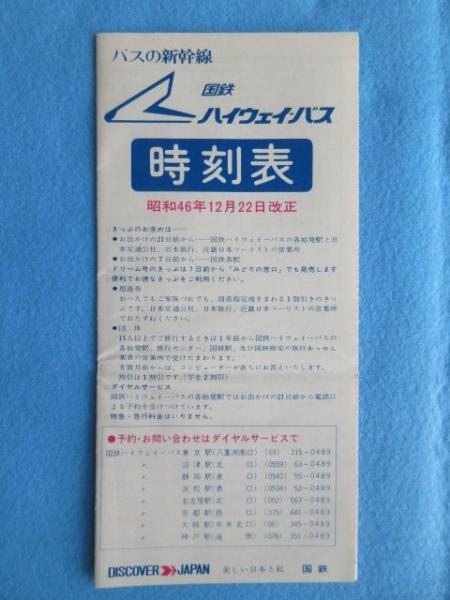 バスの新幹線
国鉄
ハイウェイ・バス
時刻表
昭和46年12月22日改正
○きっぷのお求めは……
●お出かけの21日前から……国鉄ハイウェーバスの各始発駅と日
本交通公社、日本旅行、近畿日本ツーリストの営業所
●お出かけの7日前から……国鉄各駅
ドリーム号のきっぷは7日前から「みどりの窓口」でも発売します
○便利でお徳なきっぷをご利用ください。
●周遊券
お一人でもご家族づれでも、周遊指定地をまわる1割引きのきっ
ぷです。日本交通公社、日本旅行、近畿日本ツーリストの営業所
でおたずねください。
●団体
15人以上でご旅行するときは1年前から国鉄ハイウェーバスの
各始発駅、旅行センター、国鉄駅、及び国鉄指定の旅行あっせん
業者の営業所で受けたまわります。
5箇月前からは、コンピューターが直ちにお答えいたします。
割引は1割引です。(学生2割引)
○ダイヤルサービス
国鉄ハイウェイーバスの各始発駅ではお出かけの21日前から電話に
よる予約を受けつけています。
○特急・急行料金はいりません。
●予約・お問い合わせはダイヤルサービスで
国鉄ハイウェイーバス東京駅(八重洲南口) (03) 215-0489
〃 沼津駅(北口) (0559) 63-0489
〃 静岡駅(表口) (0542) 55-0489
〃 浜松駅(表口) (0534) 53-0489
〃 名古屋駅(北口) (052) 563-0489
〃 京都駅(西口) (075) 681-0489
〃 大阪駅(中央北口) (06) 345-0489
〃 神戸駅(海側) (078) 351-0489
DISCOVER JAPAN 美しい日本と私 国鉄